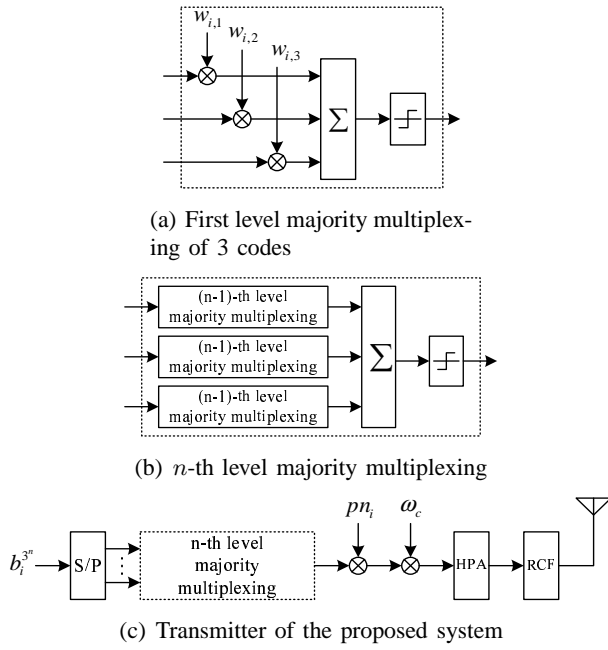 w_{i,1}
w_{i,2}
w_{i,3}
Σ
(a) First level majority multiplex-
ing of 3 codes
(n-1)-th level
majority multiplexing
(n-1)-th level
majority multiplexing
(n-1)-th level
majority multiplexing
Σ
(b) n-th level majority multiplexing
b_i^{3^n}
S/P
n-th level
majority
multiplexing
pn_i
ω_c
HPA
RCF
(c) Transmitter of the proposed system